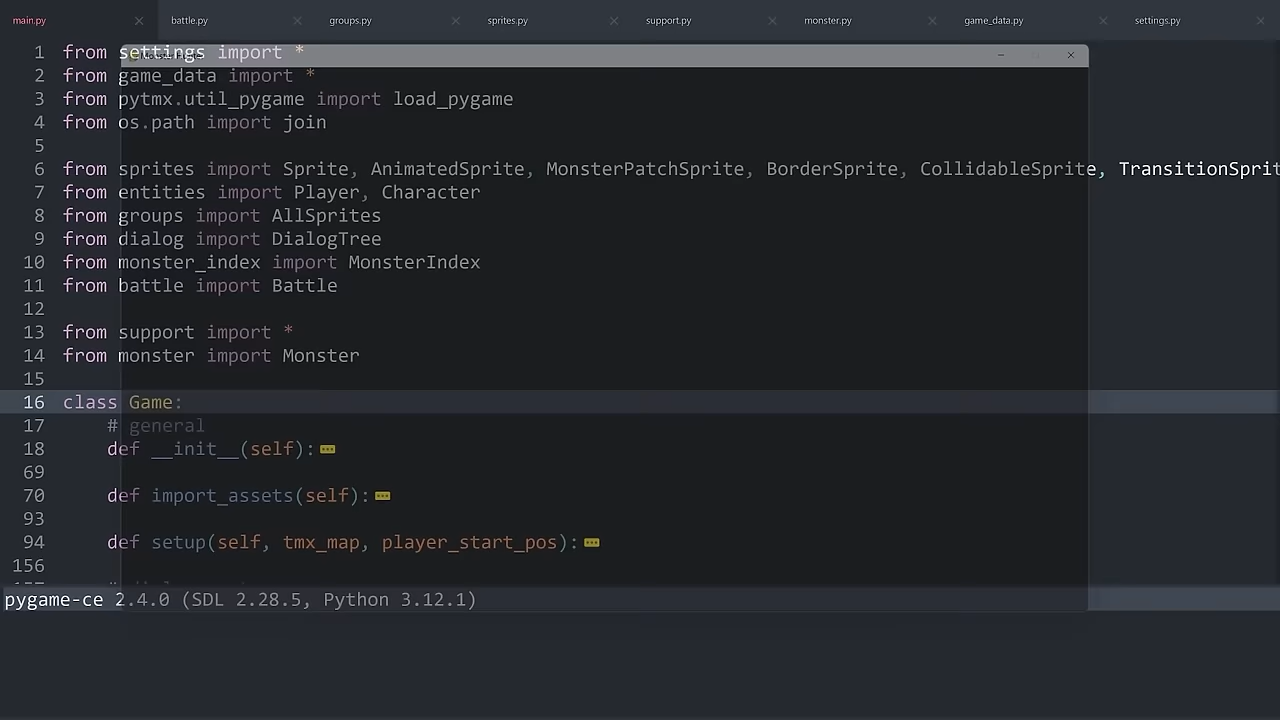 main.py battle.py groups.py sprites.py support.py monster.py game_data.py settings.py
1 from settings import *
2 from game_data import *
3 from pytmx.util_pygame import load_pygame
4 from os.path import join
5
6 from sprites import Sprite, AnimatedSprite, MonsterPatchSprite, BorderSprite, CollidableSprite, TransitionSprit
7 from entities import Player, Character
8 from groups import AllSprites
9 from dialog import DialogTree
10 from monster_index import MonsterIndex
11 from battle import Battle
12
13 from support import *
14 from monster import Monster
15
16 class Game:
17 # general
18 def __init__(self):
69
70 def import_assets(self):
93
94 def setup(self, tmx_map, player_start_pos):
156
pygame-ce 2.4.0 (SDL 2.28.5, Python 3.12.1)